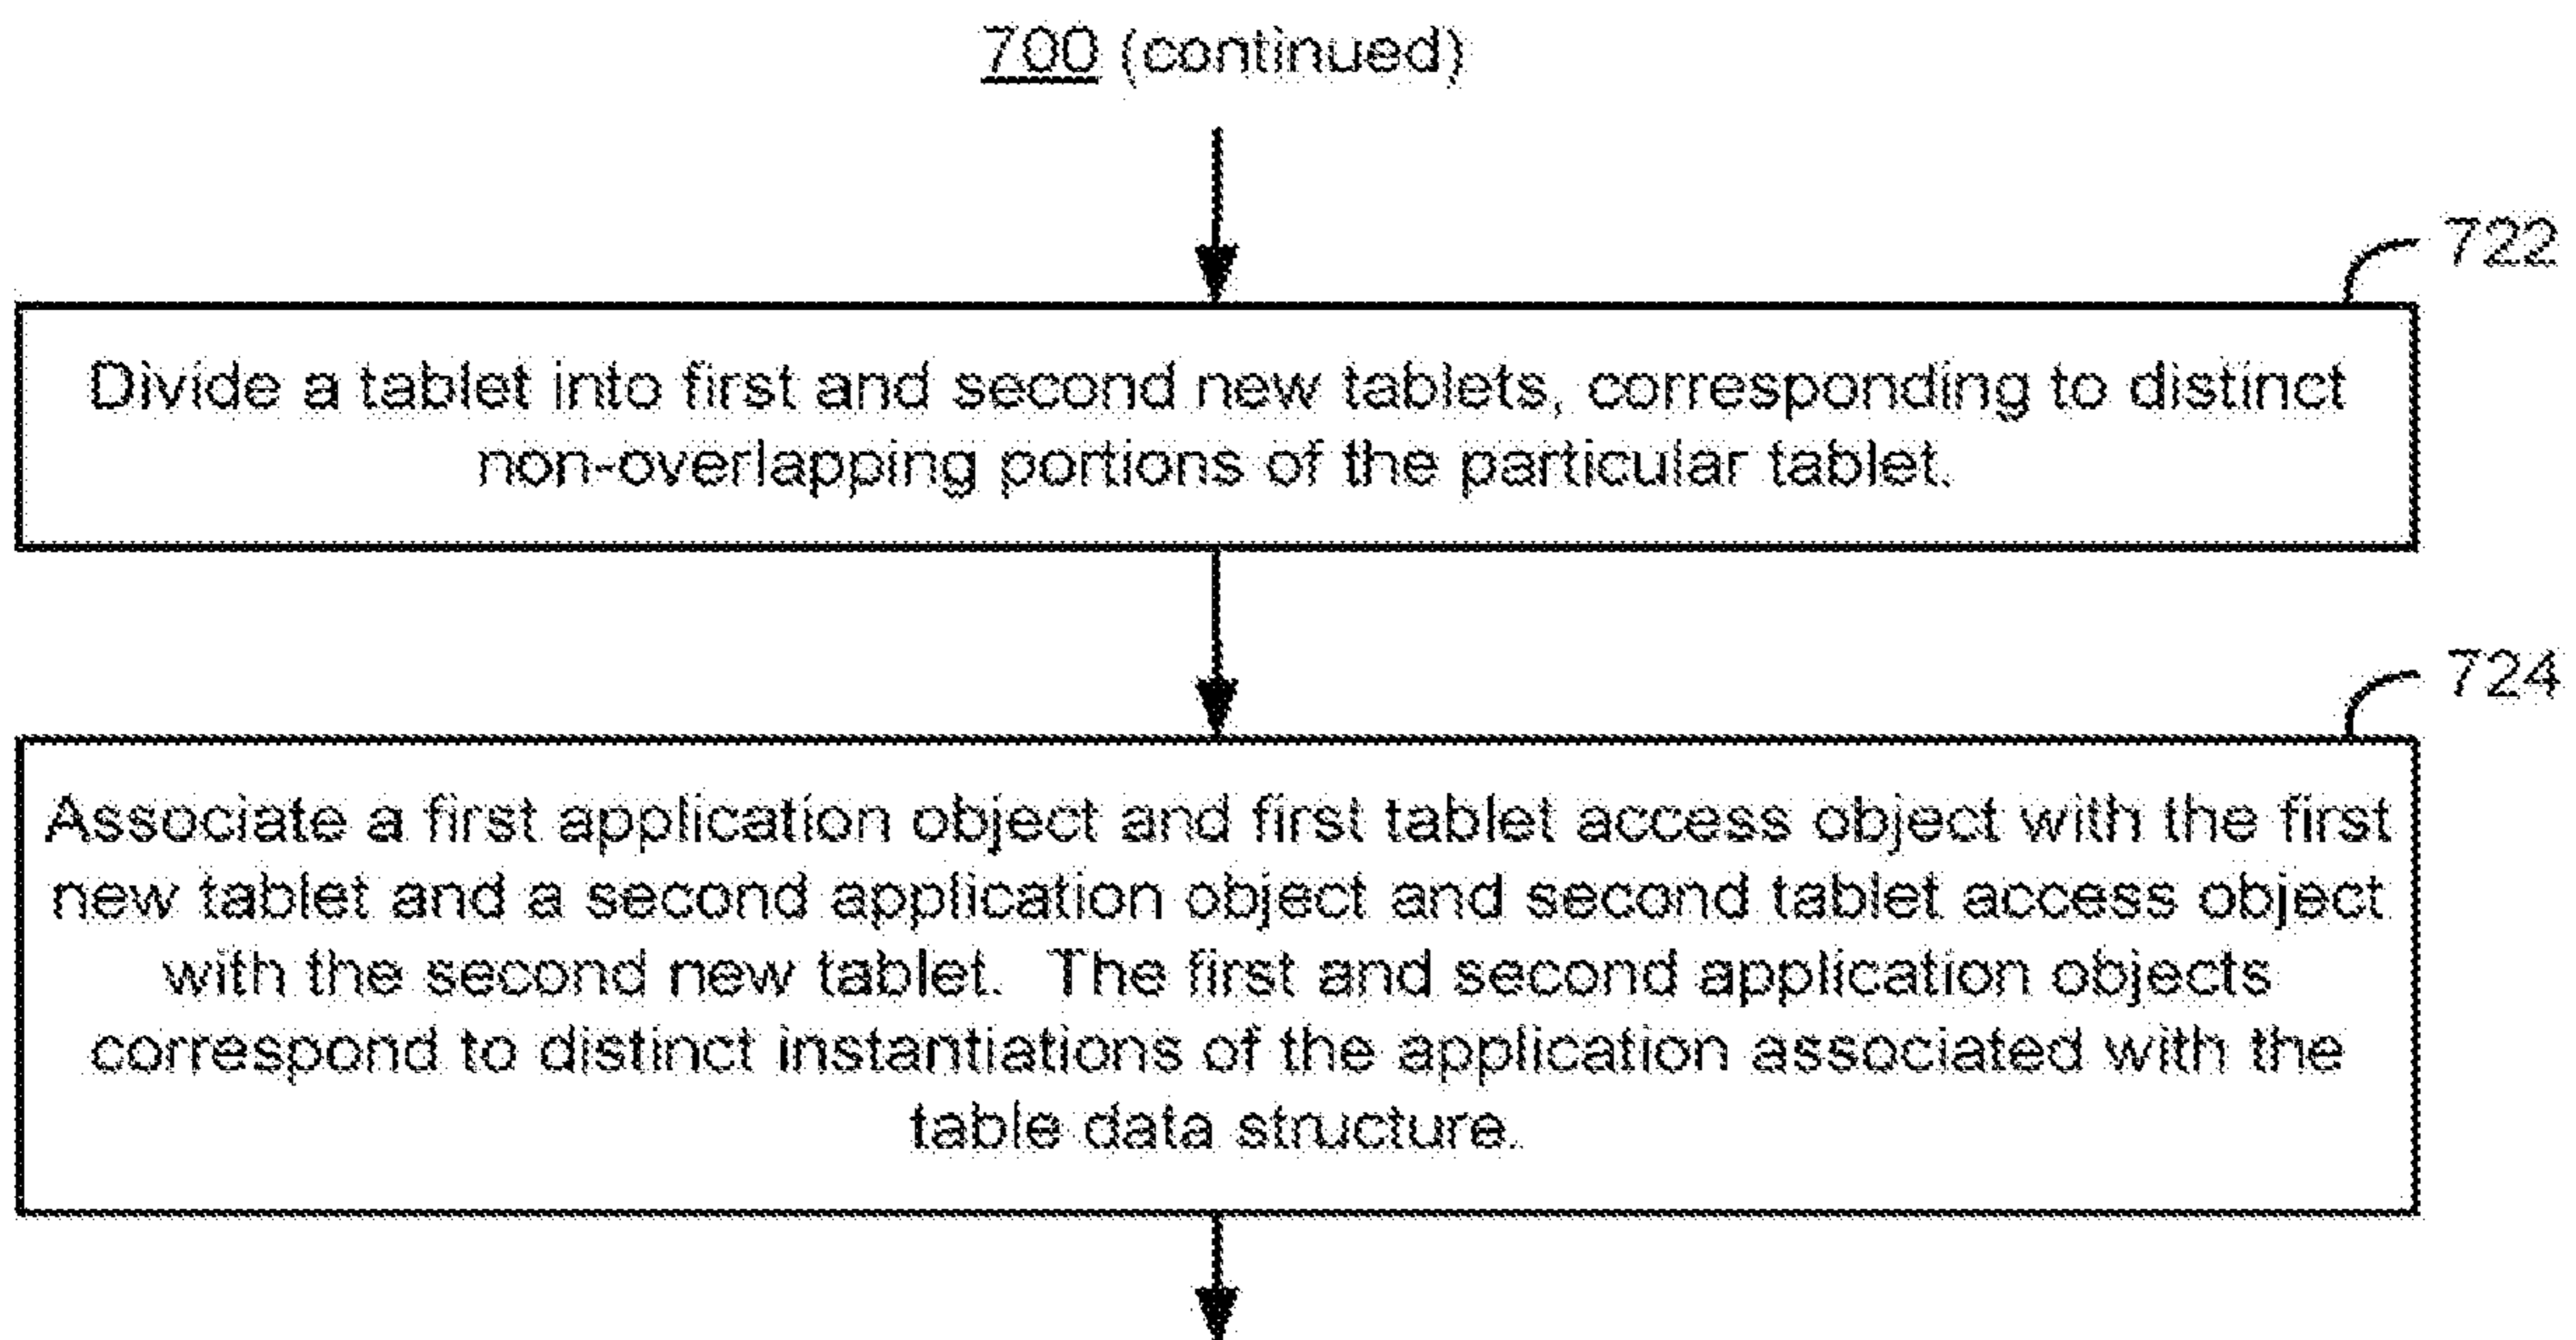 700 (continued)
722
Divide a tablet into first and second new tablets, corresponding to distinct
non-overlapping portions of the particular tablet.
724
Associate a first application object and first tablet access object with the first
new tablet and a second application object and second tablet access object
with the second new tablet.  The first and second application objects
correspond to distinct instantiations of the application associated with the
table data structure.